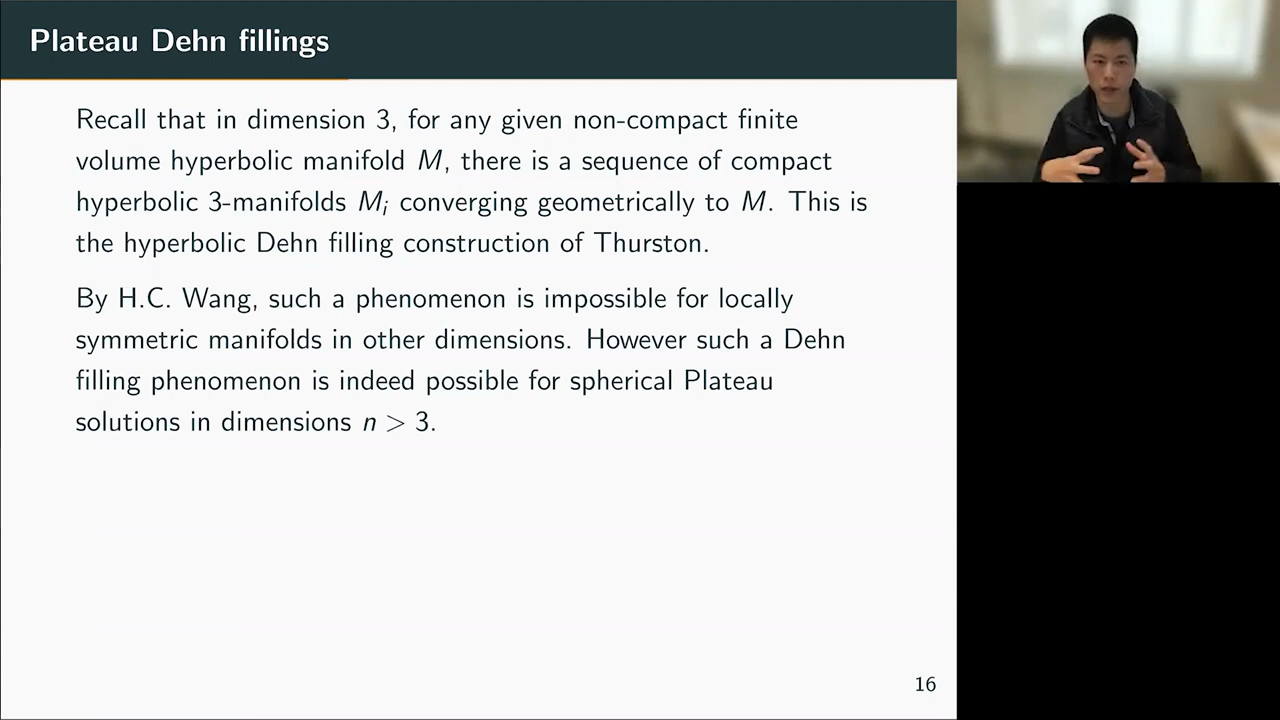 Plateau Dehn fillings
Recall that in dimension 3, for any given non-compact finite
volume hyperbolic manifold M, there is a sequence of compact
hyperbolic 3-manifolds Mᵢ converging geometrically to M. This is
the hyperbolic Dehn filling construction of Thurston.
By H.C. Wang, such a phenomenon is impossible for locally
symmetric manifolds in other dimensions. However such a Dehn
filling phenomenon is indeed possible for spherical Plateau
solutions in dimensions n > 3.
16